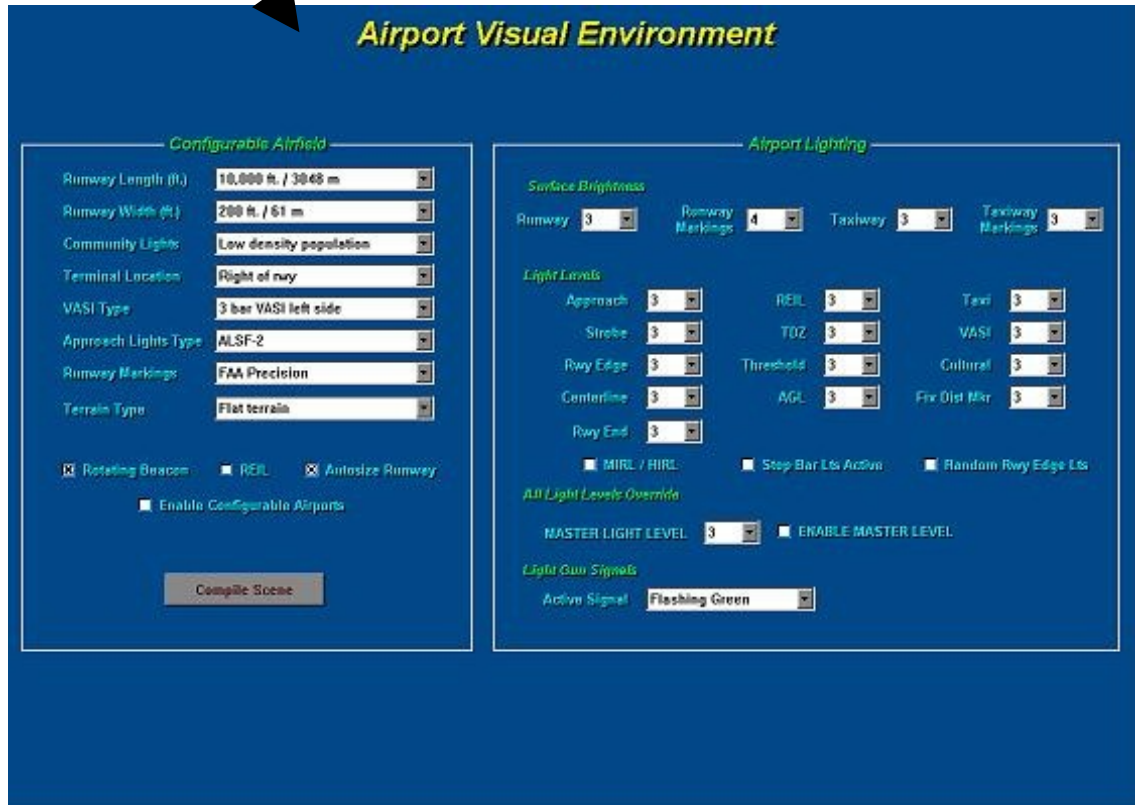 Airport Visual Environment
Configurable Airfield
Runway Length (ft.) 10,000 ft. / 3048 m
Runway Width (ft.) 200 ft. / 61 m
Community Lights Low density population
Terminal Location Right of rwy
VASI Type 3 bar VASI left side
Approach Lights Type ALSF-2
Runway Markings FAA Precision
Terrain Type Flat terrain
Rotating Beacon REIL Autosize Runway
Enable Configurable Airports
Compile Scene
Airport Lighting
Surface Brightness
Runway 3 Runway Markings 4 Taxiway 3 Taxiway Markings 3
Light Levels
Approach 3 REIL 3 Taxi 3
Strobe 3 TDZ 3 VASI 3
Rwy Edge 3 Threshold 3 Cultural 3
Centerline 3 AGL 3 Fix Dist Mkr 3
Rwy End 3
MIRL / HIRL Stop Bar Lts Active Random Rwy Edge Lts
All Light Levels Override
MASTER LIGHT LEVEL 3 ENABLE MASTER LEVEL
Light Gun Signals
Active Signal Flashing Green